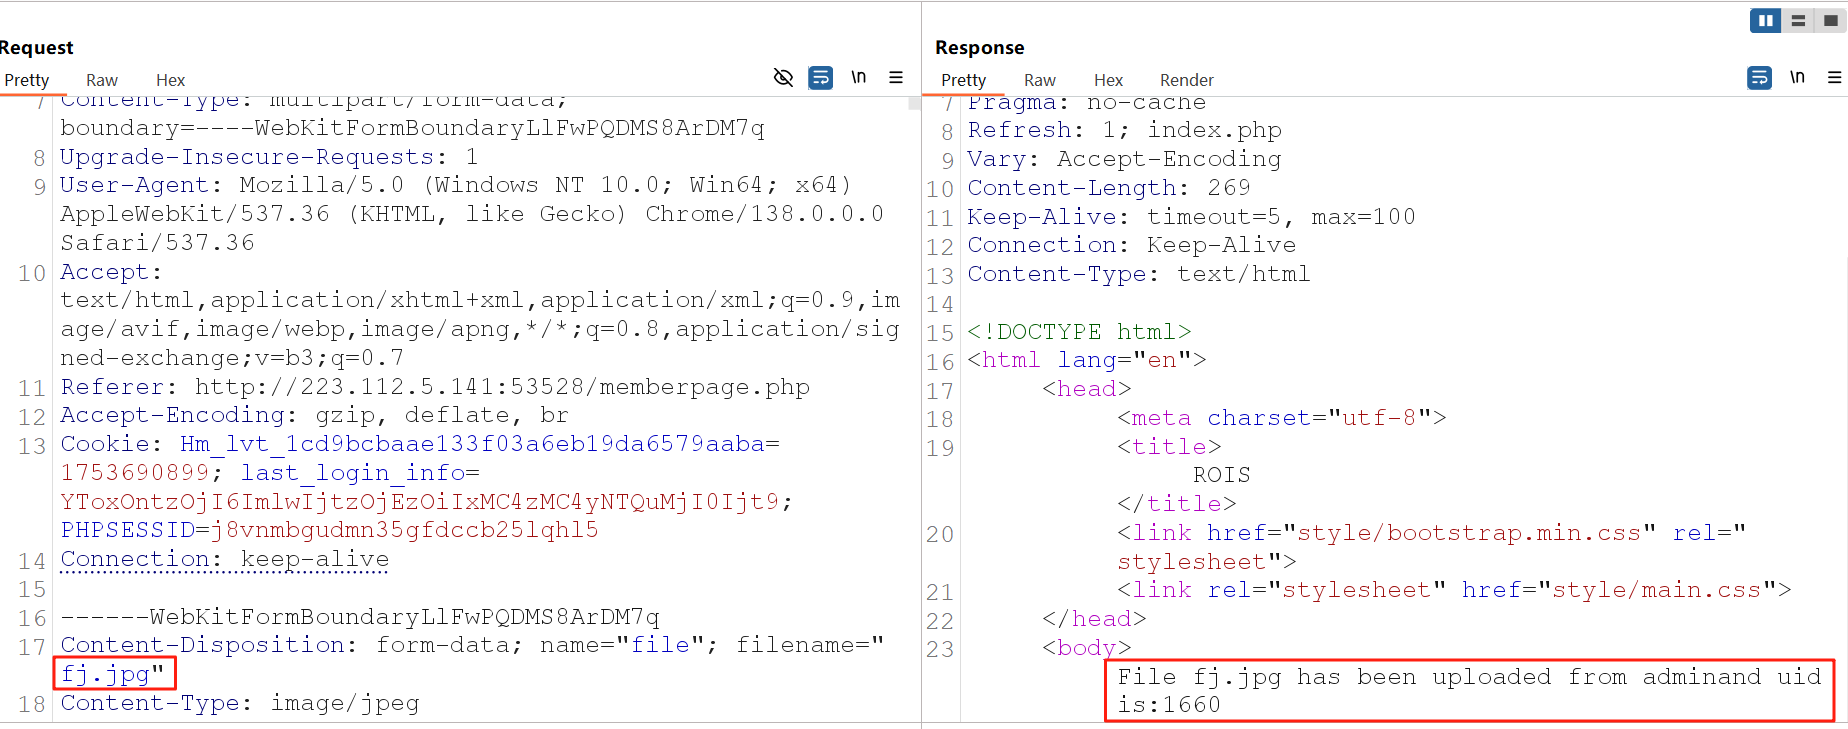 Request
Pretty Raw Hex \n
7 Content-Type: multipart/form-data;
boundary=----WebKitFormBoundaryLlFwPQDMS8ArDM7q
8 Upgrade-Insecure-Requests: 1
9 User-Agent: Mozilla/5.0 (Windows NT 10.0; Win64; x64)
AppleWebKit/537.36 (KHTML, like Gecko) Chrome/138.0.0.0
Safari/537.36
10 Accept:
text/html,application/xhtml+xml,application/xml;q=0.9,im
age/avif,image/webp,image/apng,*/*;q=0.8,application/sig
ned-exchange;v=b3;q=0.7
11 Referer: http://223.112.5.141:53528/memberpage.php
12 Accept-Encoding: gzip, deflate, br
13 Cookie: Hm_lvt_1cd9bcbaae133f03a6eb19da6579aaba=
1753690899; last_login_info=
YToxOntzOjI6ImlwIjtzOjEzOiIxMC4zMC4yNTQuMjI0Ijt9;
PHPSESSID=j8vnmbgudmn35gfdccb25lqhl5
14 Connection: keep-alive
15
16 ------WebKitFormBoundaryLlFwPQDMS8ArDM7q
17 Content-Disposition: form-data; name="file"; filename="
fj.jpg"
18 Content-Type: image/jpeg
Response
Pretty Raw Hex Render \n
7 Pragma: no-cache
8 Refresh: 1; index.php
9 Vary: Accept-Encoding
10 Content-Length: 269
11 Keep-Alive: timeout=5, max=100
12 Connection: Keep-Alive
13 Content-Type: text/html
14
15 <!DOCTYPE html>
16 <html lang="en">
17 <head>
18 <meta charset="utf-8">
19 <title>
ROIS
</title>
20 <link href="style/bootstrap.min.css" rel="
stylesheet">
21 <link rel="stylesheet" href="style/main.css">
22 </head>
23 <body>
File fj.jpg has been uploaded from adminand uid
is:1660